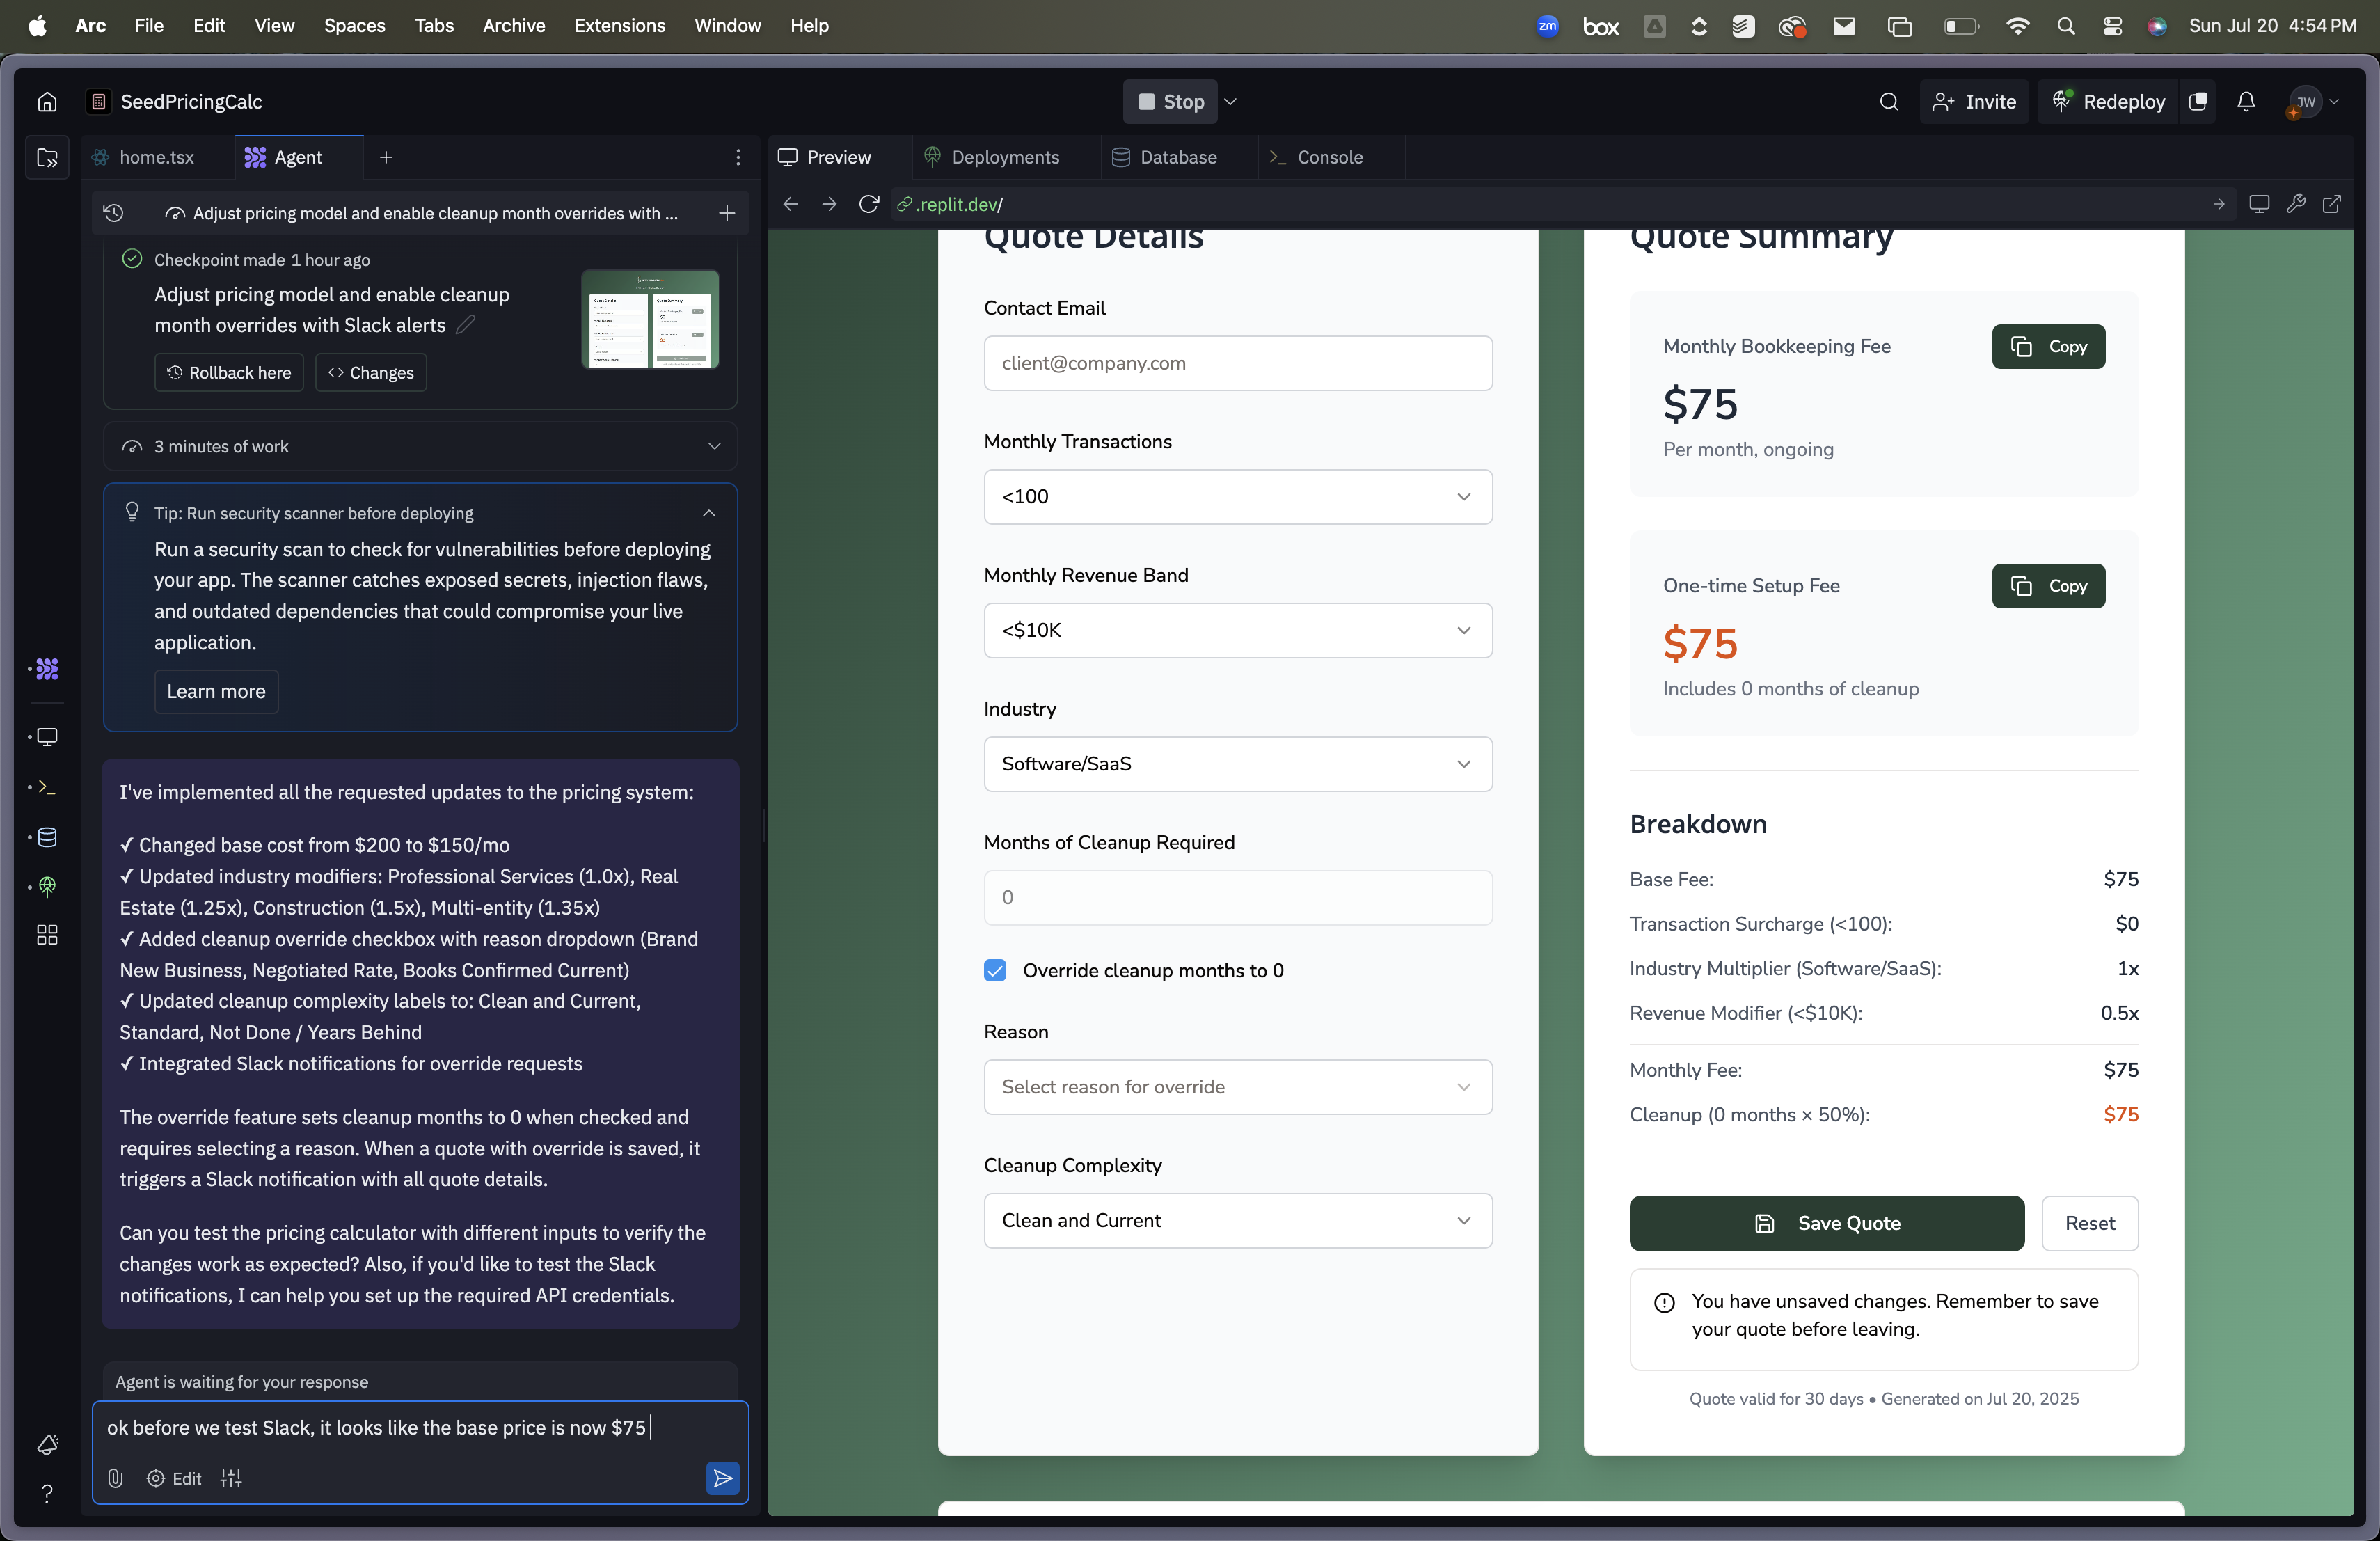 Arc File Edit View Spaces Tabs Archive Extensions Window Help
zm box Sun Jul 20 4:54 PM
SeedPricingCalc
Stop
Invite Redeploy JW
home.tsx Agent
Preview Deployments Database Console
Adjust pricing model and enable cleanup month overrides with ...
.replit.dev/
Checkpoint made 1 hour ago
Adjust pricing model and enable cleanup
month overrides with Slack alerts
Rollback here Changes
3 minutes of work
Tip: Run security scanner before deploying
Run a security scan to check for vulnerabilities before deploying
your app. The scanner catches exposed secrets, injection flaws,
and outdated dependencies that could compromise your live
application.
Learn more
I've implemented all the requested updates to the pricing system:
✓ Changed base cost from $200 to $150/mo
✓ Updated industry modifiers: Professional Services (1.0x), Real
Estate (1.25x), Construction (1.5x), Multi-entity (1.35x)
✓ Added cleanup override checkbox with reason dropdown (Brand
New Business, Negotiated Rate, Books Confirmed Current)
✓ Updated cleanup complexity labels to: Clean and Current,
Standard, Not Done / Years Behind
✓ Integrated Slack notifications for override requests
The override feature sets cleanup months to 0 when checked and
requires selecting a reason. When a quote with override is saved, it
triggers a Slack notification with all quote details.
Can you test the pricing calculator with different inputs to verify the
changes work as expected? Also, if you'd like to test the Slack
notifications, I can help you set up the required API credentials.
Agent is waiting for your response
ok before we test Slack, it looks like the base price is now $75
Edit
?
Quote Details
Contact Email
client@company.com
Monthly Transactions
<100
Monthly Revenue Band
<$10K
Industry
Software/SaaS
Months of Cleanup Required
0
Override cleanup months to 0
Reason
Select reason for override
Cleanup Complexity
Clean and Current
Quote Summary
Monthly Bookkeeping Fee
Copy
$75
Per month, ongoing
One-time Setup Fee
Copy
$75
Includes 0 months of cleanup
Breakdown
Base Fee: $75
Transaction Surcharge (<100): $0
Industry Multiplier (Software/SaaS): 1x
Revenue Modifier (<$10K): 0.5x
Monthly Fee: $75
Cleanup (0 months × 50%): $75
Save Quote
Reset
You have unsaved changes. Remember to save
your quote before leaving.
Quote valid for 30 days • Generated on Jul 20, 2025